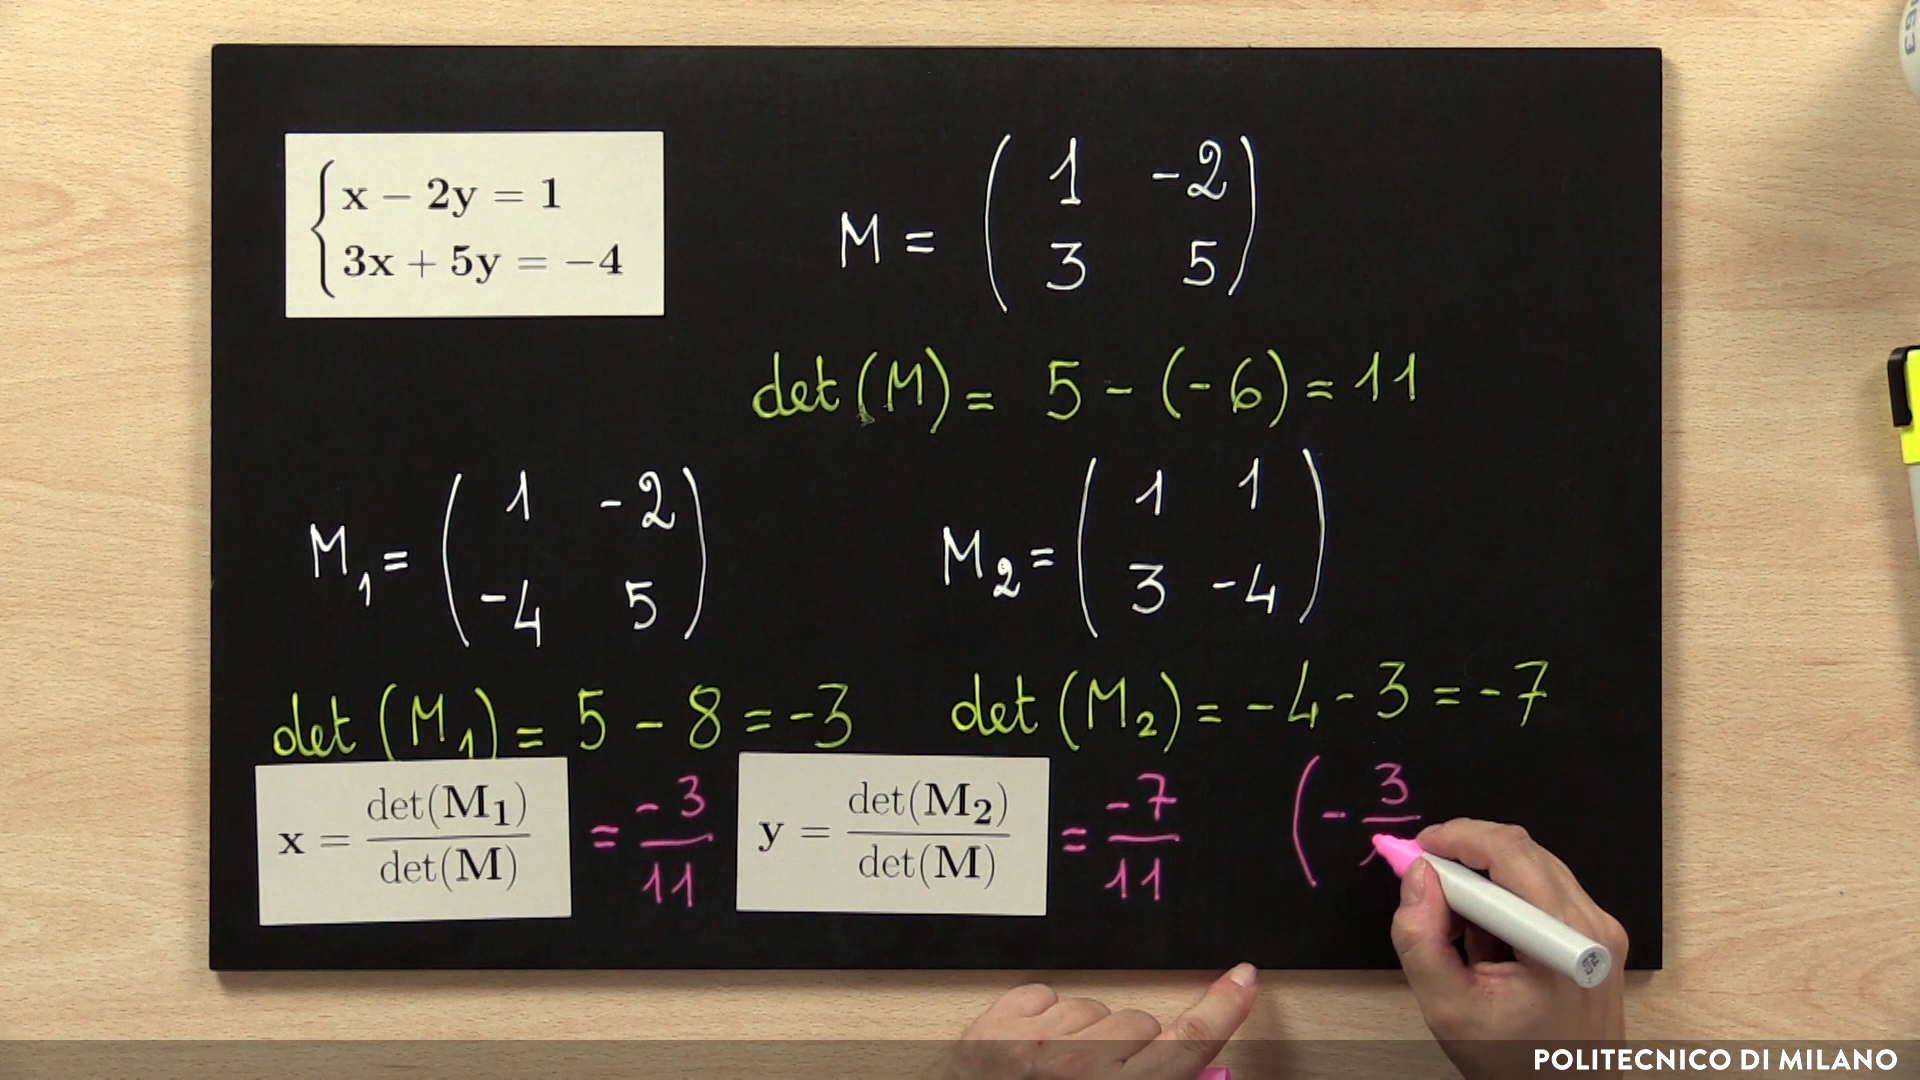 x − 2y = 1
3x + 5y = −4
M = ( 1 -2
3 5 )
det(M) = 5 - (-6) = 11
M₁ = ( 1 -2
-4 5 )
M₂ = ( 1 1
3 -4 )
det(M₁) = 5 - 8 = -3
det(M₂) = -4 - 3 = -7
x = det(M₁)/det(M) = -3/11
y = det(M₂)/det(M) = -7/11
( - 3/
POLITECNICO DI MILANO